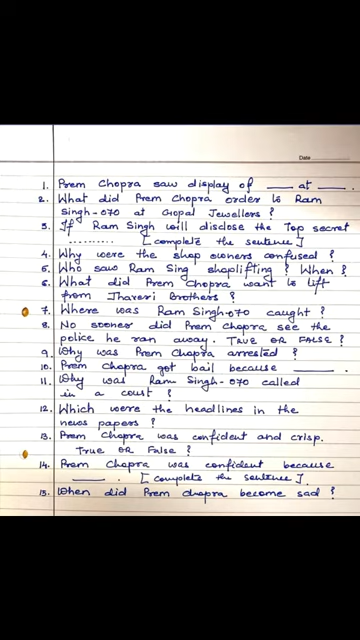 Date
1. Prem Chopra saw display of ___ at ___.
2. What did Prem Chopra order to Ram
Singh-070 at Gopal Jewellers?
3. If Ram Singh will disclose the Top secret
.......... [complete the sentence]
4. Why were the shop owners confused?
5. Who saw Ram Sing shoplifting? When?
6. What did Prem Chopra want to lift
from Jhaveri Brothers?
7. Where was Ram Singh-070 caught?
8. No sooner did Prem Chopra see the
police he ran away. TRUE OR FALSE?
9. Why was Prem Chopra arrested?
10. Prem Chopra got bail because ______.
11. Why was Ram Singh-070 called
in a court?
12. Which were the headlines in the
news papers?
13. Prem Chopra was confident and crisp.
True OR False?
14. Prem Chopra was confident because
____. [complete the sentence].
15. When did Prem chopra become sad?